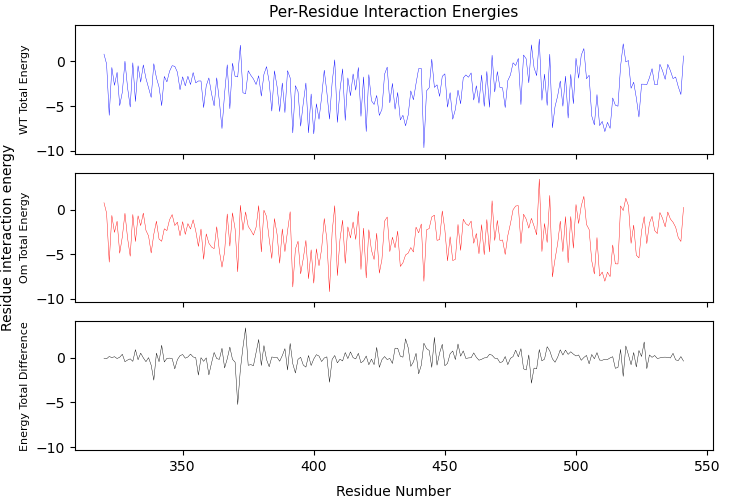 Per-Residue Interaction Energies
Residue interaction energy
WT Total Energy
0
−5
−10
Om Total Energy
0
−5
−10
Energy Total Difference
0
−5
−10
350 400 450 500 550
Residue Number